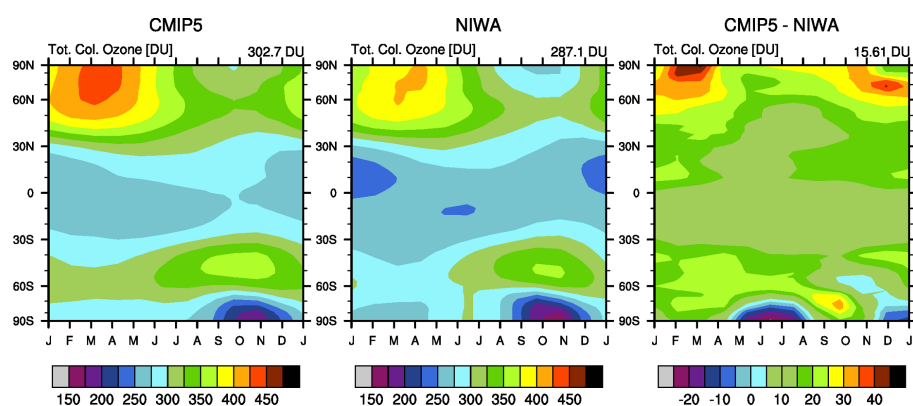 CMIP5 NIWA CMIP5 - NIWA
Tot. Col. Ozone [DU] 302.7 DU Tot. Col. Ozone [DU] 287.1 DU Tot. Col. Ozone [DU] 15.61 DU
90N 90N 90N
60N 60N 60N
30N 30N 30N
0 0 0
30S 30S 30S
60S 60S 60S
90S 90S 90S
J F M A M J J A S O N D J J F M A M J J A S O N D J J F M A M J J A S O N D J
150 200 250 300 350 400 450 150 200 250 300 350 400 450 -20 -10 0 10 20 30 40